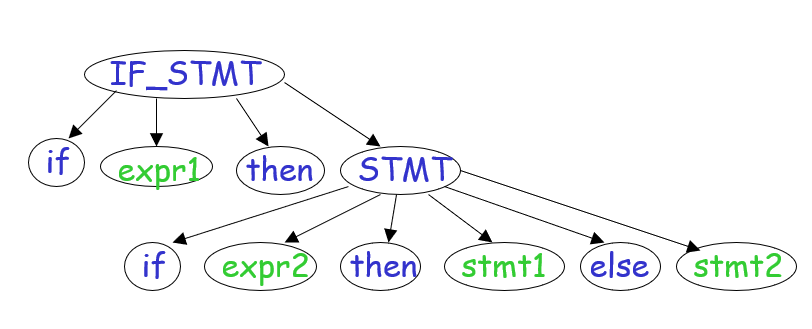 IF_STMT
if expr1 then STMT
if expr2 then stmt1 else stmt2